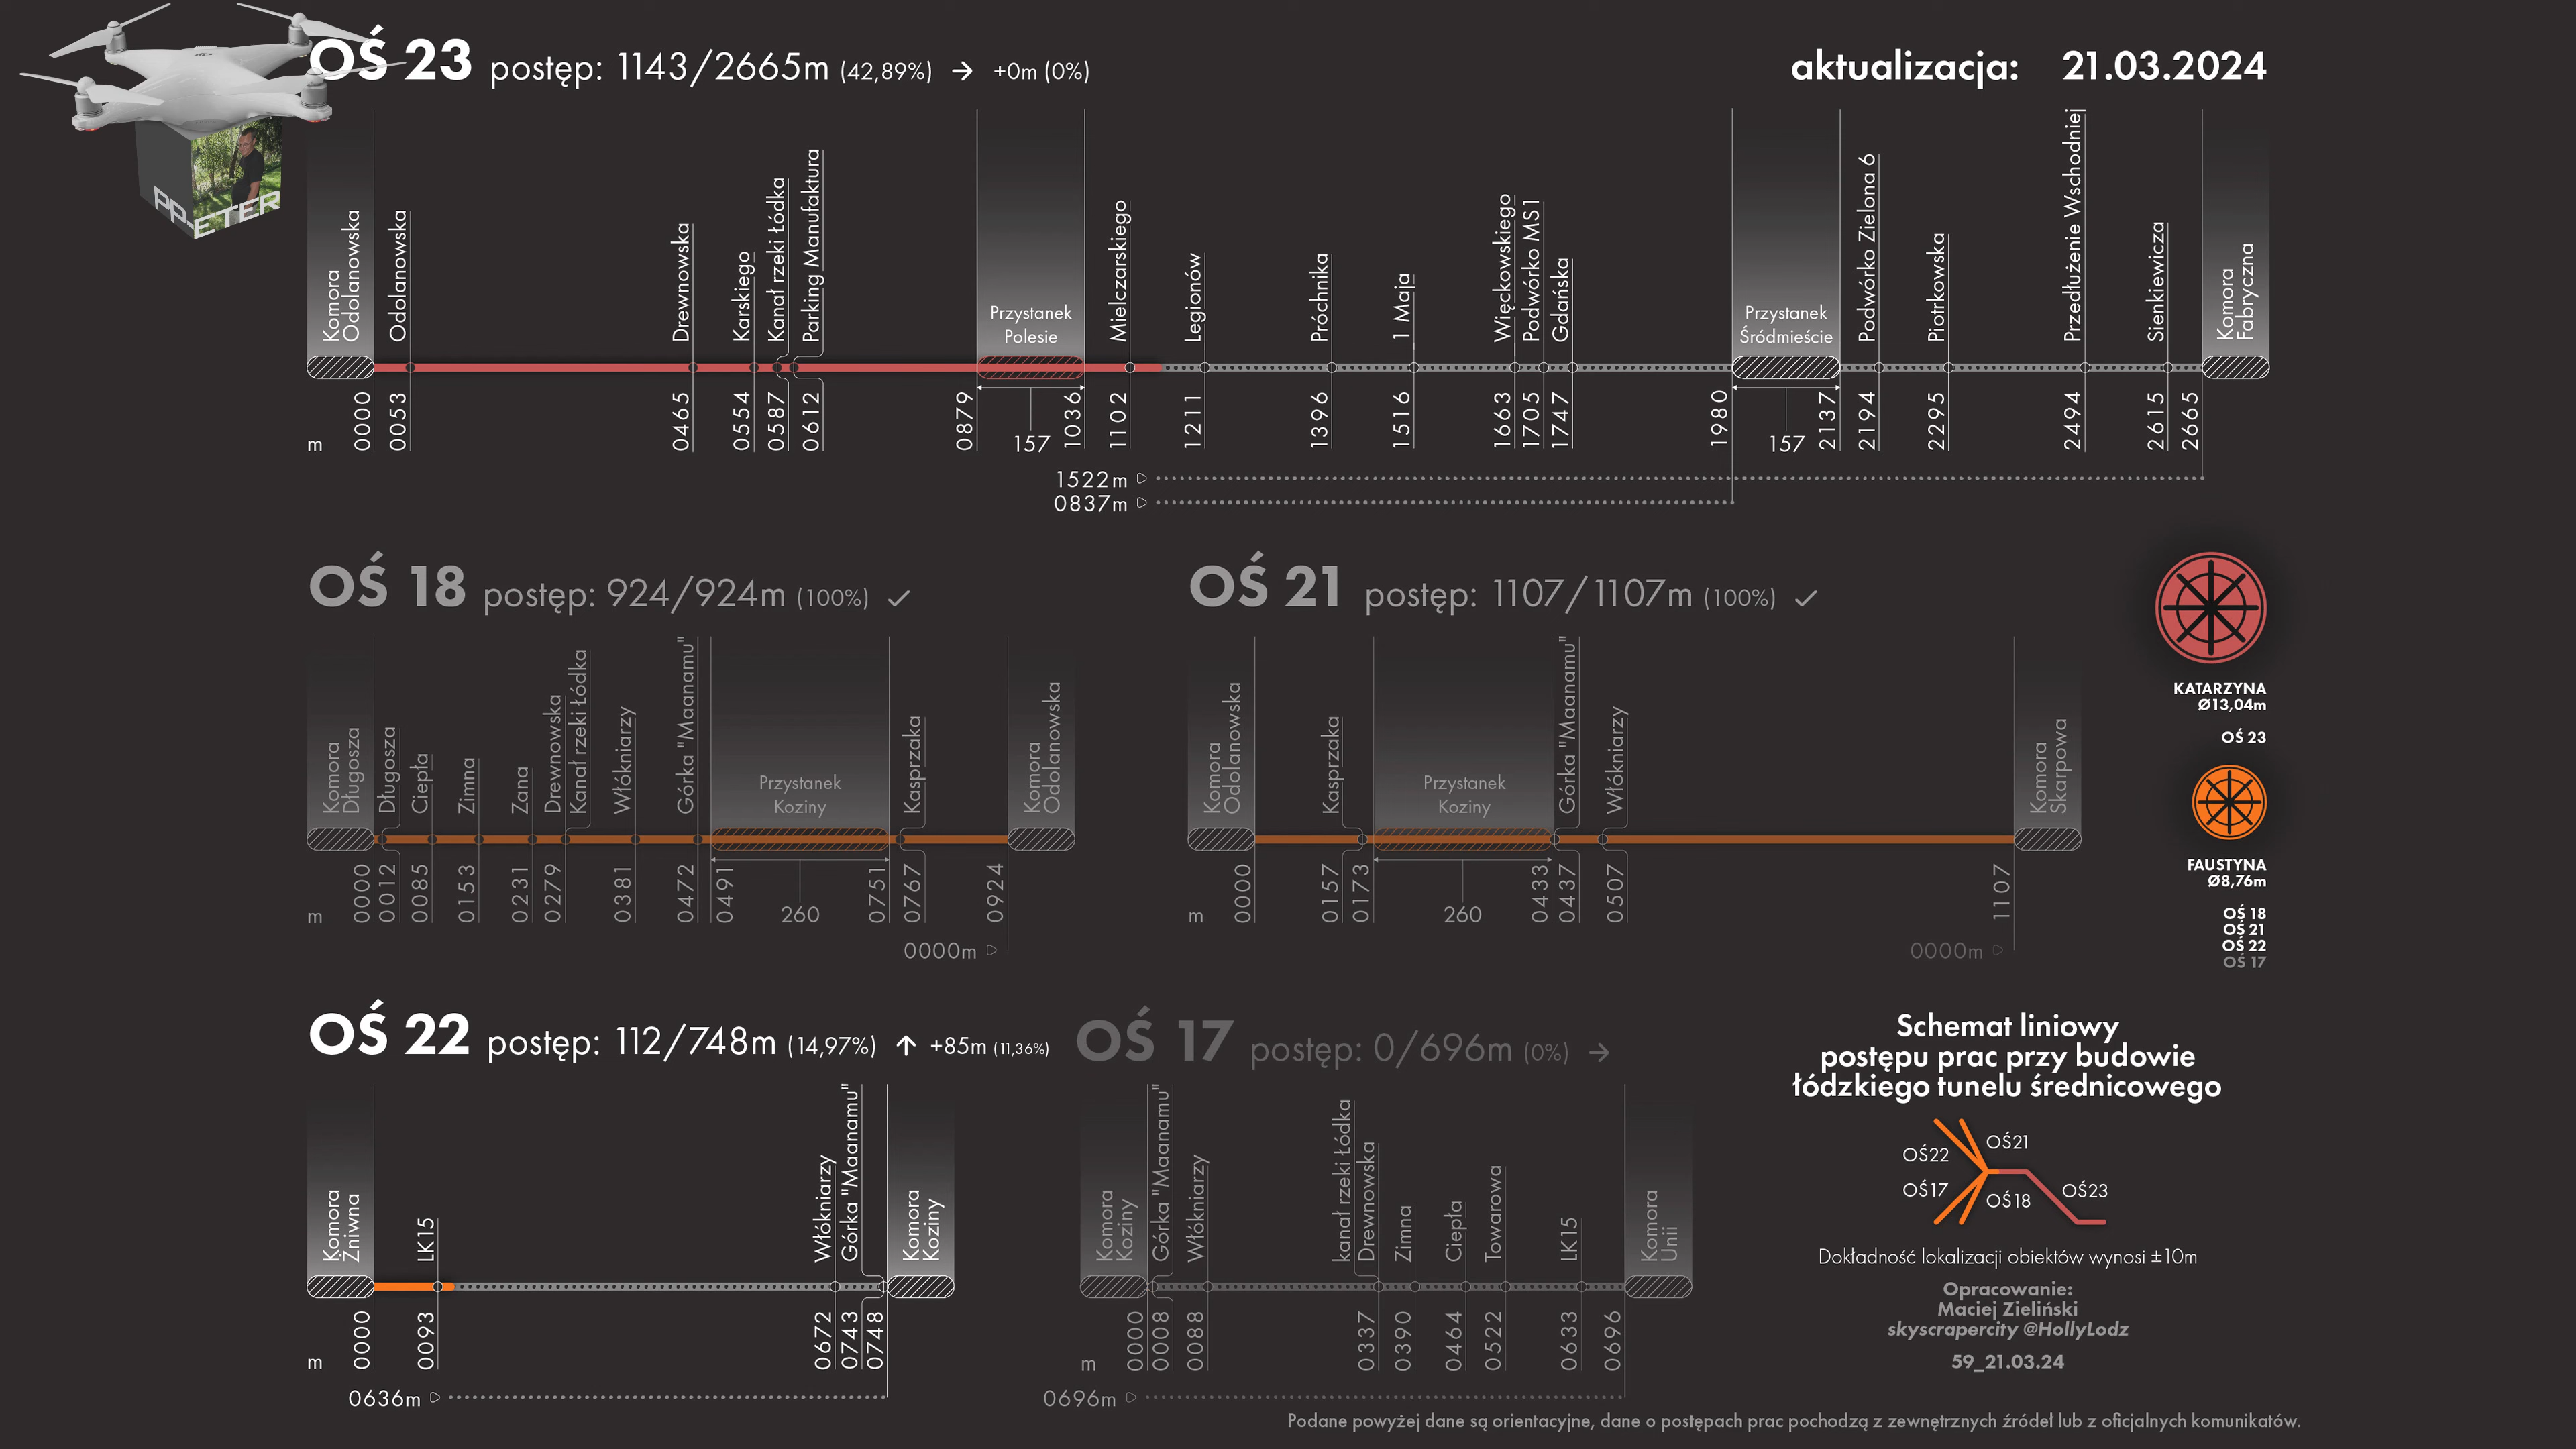 OŚ 23 postęp: 1143/2665m (42,89%) → +0m (0%)
aktualizacja: 21.03.2024
PP-ETER
Komora
Odolanowska
Odolanowska
Drewnowska
Karskiego
Kanał rzeki Łódka
Parking Manufaktura
Przystanek
Polesie
Mielczarskiego
Legionów
Próchnika
1 Maja
Więckowskiego
Podwórko MS1
Gdańska
Przystanek
Śródmieście
Podwórko Zielona 6
Piotrkowska
Przedłużenie Wschodniej
Sienkiewicza
Komora
Fabryczna
m
0000
0053
0465
0554
0587
0612
0879
157
1036
1102
1211
1396
1516
1663
1705
1747
1980
157
2137
2194
2295
2494
2615
2665
1522m
0837m
OŚ 18 postęp: 924/924m (100%) ✓
Komora
Długosza
Długosza
Ciepła
Zimna
Zana
Drewnowska
Kanał rzeki Łódka
Włókniarzy
Górka "Maanamu"
Przystanek
Koziny
Kasprzaka
Komora
Odolanowska
m
0000
0012
0085
0153
0231
0279
0381
0472
0491
260
0751
0767
0924
0000m
OŚ 21 postęp: 1107/1107m (100%) ✓
Komora
Odolanowska
Kasprzaka
Przystanek
Koziny
Górka "Maanamu"
Włókniarzy
Komora
Skarpowa
m
0000
0157
0173
260
0433
0437
0507
1107
0000m
KATARZYNA
Ø13,04m
OŚ 23
FAUSTYNA
Ø8,76m
OŚ 18
OŚ 21
OŚ 22
OŚ 17
OŚ 22 postęp: 112/748m (14,97%) ↑ +85m (11,36%)
Komora
Żniwna
LK15
Włókniarzy
Górka "Maanamu"
Komora
Koziny
m
0000
0093
0672
0743
0748
0636m
OŚ 17 postęp: 0/696m (0%) →
Komora
Koziny
Górka "Maanamu"
Włókniarzy
kanał rzeki Łódka
Drewnowska
Zimna
Ciepła
Towarowa
LK15
Komora
Unii
m
0000
0008
0088
0337
0390
0464
0522
0633
0696
0696m
Schemat liniowy
postępu prac przy budowie
łódzkiego tunelu średnicowego
OŚ21
OŚ22
OŚ17
OŚ18
OŚ23
Dokładność lokalizacji obiektów wynosi ±10m
Opracowanie:
Maciej Zieliński
skyscrapercity @HollyLodz
59_21.03.24
Podane powyżej dane są orientacyjne, dane o postępach prac pochodzą z zewnętrznych źródeł lub z oficjalnych komunikatów.